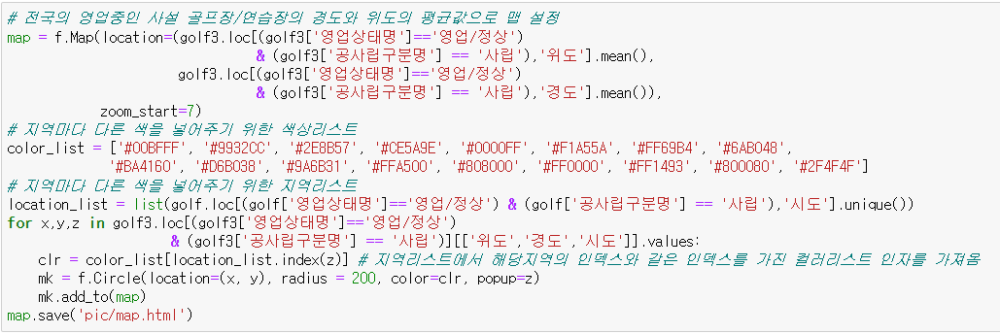 # 전국의 영업중인 사설 골프장/연습장의 경도와 위도의 평균값으로 맵 설정
map = f.Map(location=(golf3.loc[(golf3['영업상태명']=='영업/정상')
& (golf3['공사립구분명'] == '사립'),'위도'].mean(),
golf3.loc[(golf3['영업상태명']=='영업/정상')
& (golf3['공사립구분명'] == '사립'),'경도'].mean()),
zoom_start=7)
# 지역마다 다른 색을 넣어주기 위한 색상리스트
color_list = ['#00BFFF', '#9932CC', '#2E8B57', '#CE5A9E', '#0000FF', '#F1A55A', '#FF69B4', '#6AB048',
'#BA4160', '#D6B038', '#9A6B31', '#FFA500', '#808000', '#FF0000', '#FF1493', '#800080', '#2F4F4F']
# 지역마다 다른 색을 넣어주기 위한 지역리스트
location_list = list(golf.loc[(golf['영업상태명']=='영업/정상') & (golf['공사립구분명'] == '사립'),'시도'].unique())
for x,y,z in golf3.loc[(golf3['영업상태명']=='영업/정상')
& (golf3['공사립구분명'] == '사립')][['위도','경도','시도']].values:
clr = color_list[location_list.index(z)] # 지역리스트에서 해당지역의 인덱스와 같은 인덱스를 가진 컬러리스트 인자를 가져옴
mk = f.Circle(location=(x, y), radius = 200, color=clr, popup=z)
mk.add_to(map)
map.save('pic/map.html')